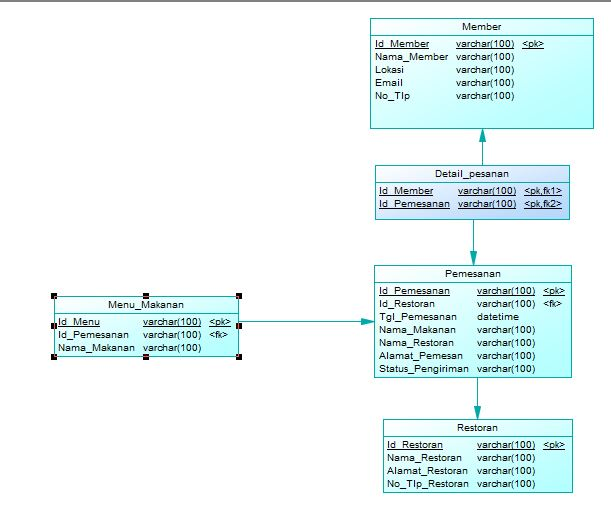 Member
Id_Member varchar(100) <pk>
Nama_Member varchar(100)
Lokasi varchar(100)
Email varchar(100)
No_Tlp varchar(100)
Detail_pesanan
Id_Member varchar(100) <pk,fk1>
Id_Pemesanan varchar(100) <pk,fk2>
Pemesanan
Id_Pemesanan varchar(100) <pk>
Id_Restoran varchar(100) <fk>
Tgl_Pemesanan datetime
Nama_Makanan varchar(100)
Nama_Restoran varchar(100)
Alamat_Pemesan varchar(100)
Status_Pengiriman varchar(100)
Menu_Makanan
Id_Menu varchar(100) <pk>
Id_Pemesanan varchar(100) <fk>
Nama_Makanan varchar(100)
Restoran
Id_Restoran varchar(100) <pk>
Nama_Restoran varchar(100)
Alamat_Restoran varchar(100)
No_Tlp_Restoran varchar(100)